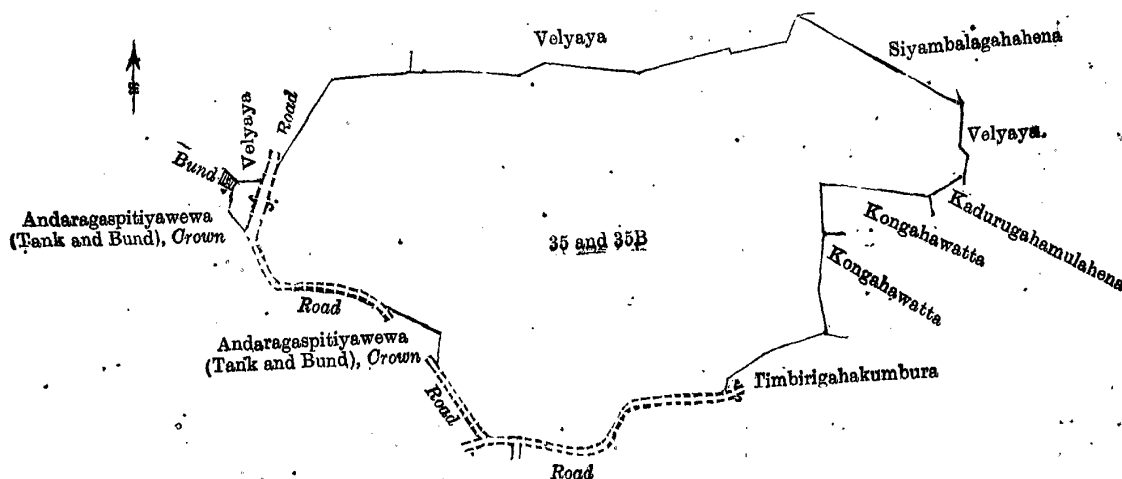 Velyaya
Siyambalagahahena
Velyaya
Road
Velyaya.
Bund
Andaragaspitiyawewa
(Tank and Bund), Crown
35 and 35B
Kadurugahamulahena
Kongahawatta
Kongahawatta
Road
Andaragaspitiyawewa
(Tank and Bund), Crown
Timbirigahakumbura
Road
Road